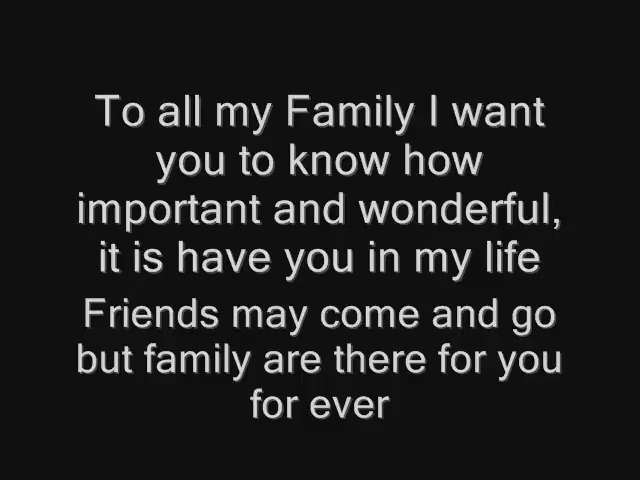 To all my Family I want
you to know how
important and wonderful,
it is have you in my life
Friends may come and go
but family are there for you
for ever